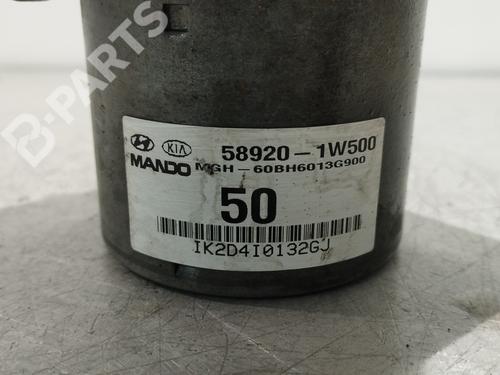 B-PARTS
KIA
58920-1W500
MANDO MGH-60BH6013G900
50
IK2D4I0132GJ